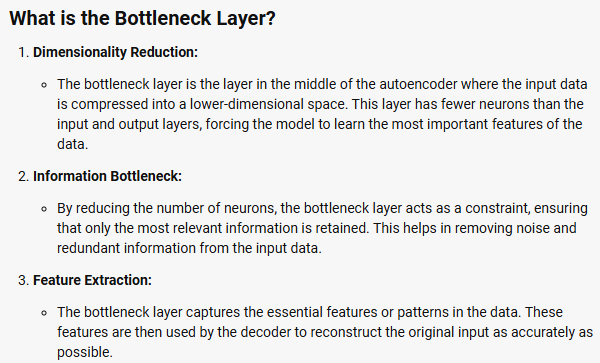 What is the Bottleneck Layer?
1. Dimensionality Reduction:
The bottleneck layer is the layer in the middle of the autoencoder where the input data
is compressed into a lower-dimensional space. This layer has fewer neurons than the
input and output layers, forcing the model to learn the most important features of the
data.
2. Information Bottleneck:
By reducing the number of neurons, the bottleneck layer acts as a constraint, ensuring
that only the most relevant information is retained. This helps in removing noise and
redundant information from the input data.
3. Feature Extraction:
The bottleneck layer captures the essential features or patterns in the data. These
features are then used by the decoder to reconstruct the original input as accurately as
possible.